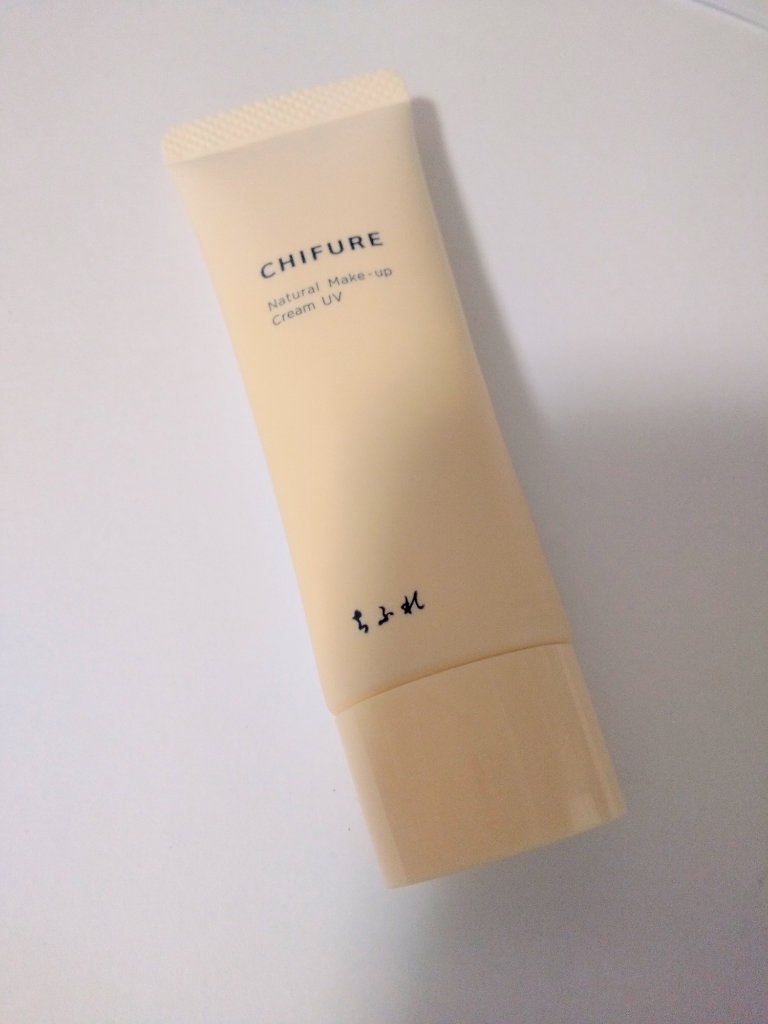 CHIFURE
Natural Make-up
Cream UV
ちふれ